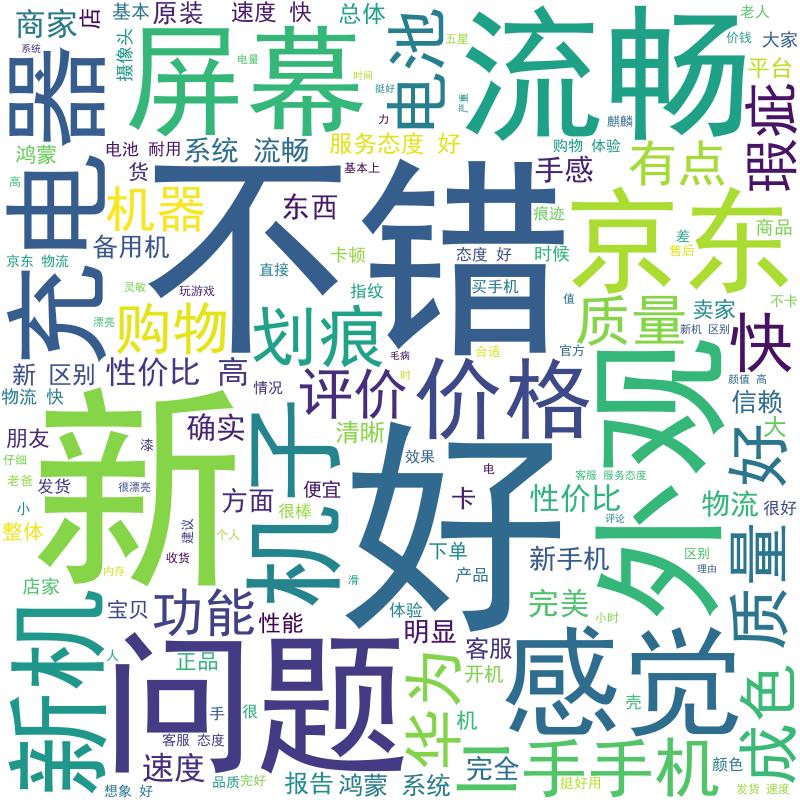 商家
店
基本
原装
速度 快
总体
老人
价钱
大家
平台
系统
充电器
屏幕
摄像头
电量
时间
电池
五星
挺好
力
严重
流畅
麒麟
瑕疵
鸿蒙
电池 耐用
系统 流畅
服务态度 好
基本上
购物 体验
有点
手感
货
高
机器
东西
不错
痕迹
京东
商品
备用机
京东 物流
卡顿
态度 好
时候
差
售后
直接
灵敏
玩游戏
指纹
买手机
值
不卡
漂亮
购物
划痕
质量
卖家
新机 区别
快
毛病
合适
官方
新 区别
性价比 高
时
评价
价格
外观
颜值 高
物流 快
情况
信赖
新
机子
确实
清晰
好
大
朋友
漆
仔细
老爸
发货
很漂亮
效果
电
客服 服务态度
小
方面
便宜
卡
性价比
物流
很好
整体
建议
个人
很棒
评论
质量
收货
下单
新手机
区别
内存
滑
产品
理由
店家
新机
宝贝
功能
性能
体验
好
完美
小时
明显
客服
感觉
人
正品
问题
华为
开机
成色
手
很
机
壳
客服 态度
速度
二手手机
完全
颜色
想象 好
品质
完好
报告
鸿蒙 系统
挺好用
发货 速度